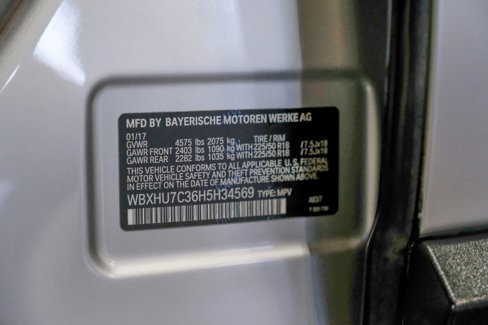 MFD BY BAYERISCHE MOTOREN WERKE AG
01/17 TIRE / RIM
GVWR 4575 lbs 2075 kg
GAWR FRONT 2403 lbs 1090 kg WITH 225/50 R18 /7.5Jx18
GAWR REAR 2282 lbs 1035 kg WITH 225/50 R18 /7.5Jx18
THIS VEHICLE CONFORMS TO ALL APPLICABLE U.S. FEDERAL
MOTOR VEHICLE SAFETY AND THEFT PREVENTION STANDARDS
IN EFFECT ON THE DATE OF MANUFACTURE SHOWN ABOVE.
WBXHU7C36H5H34569 TYPE: MPV